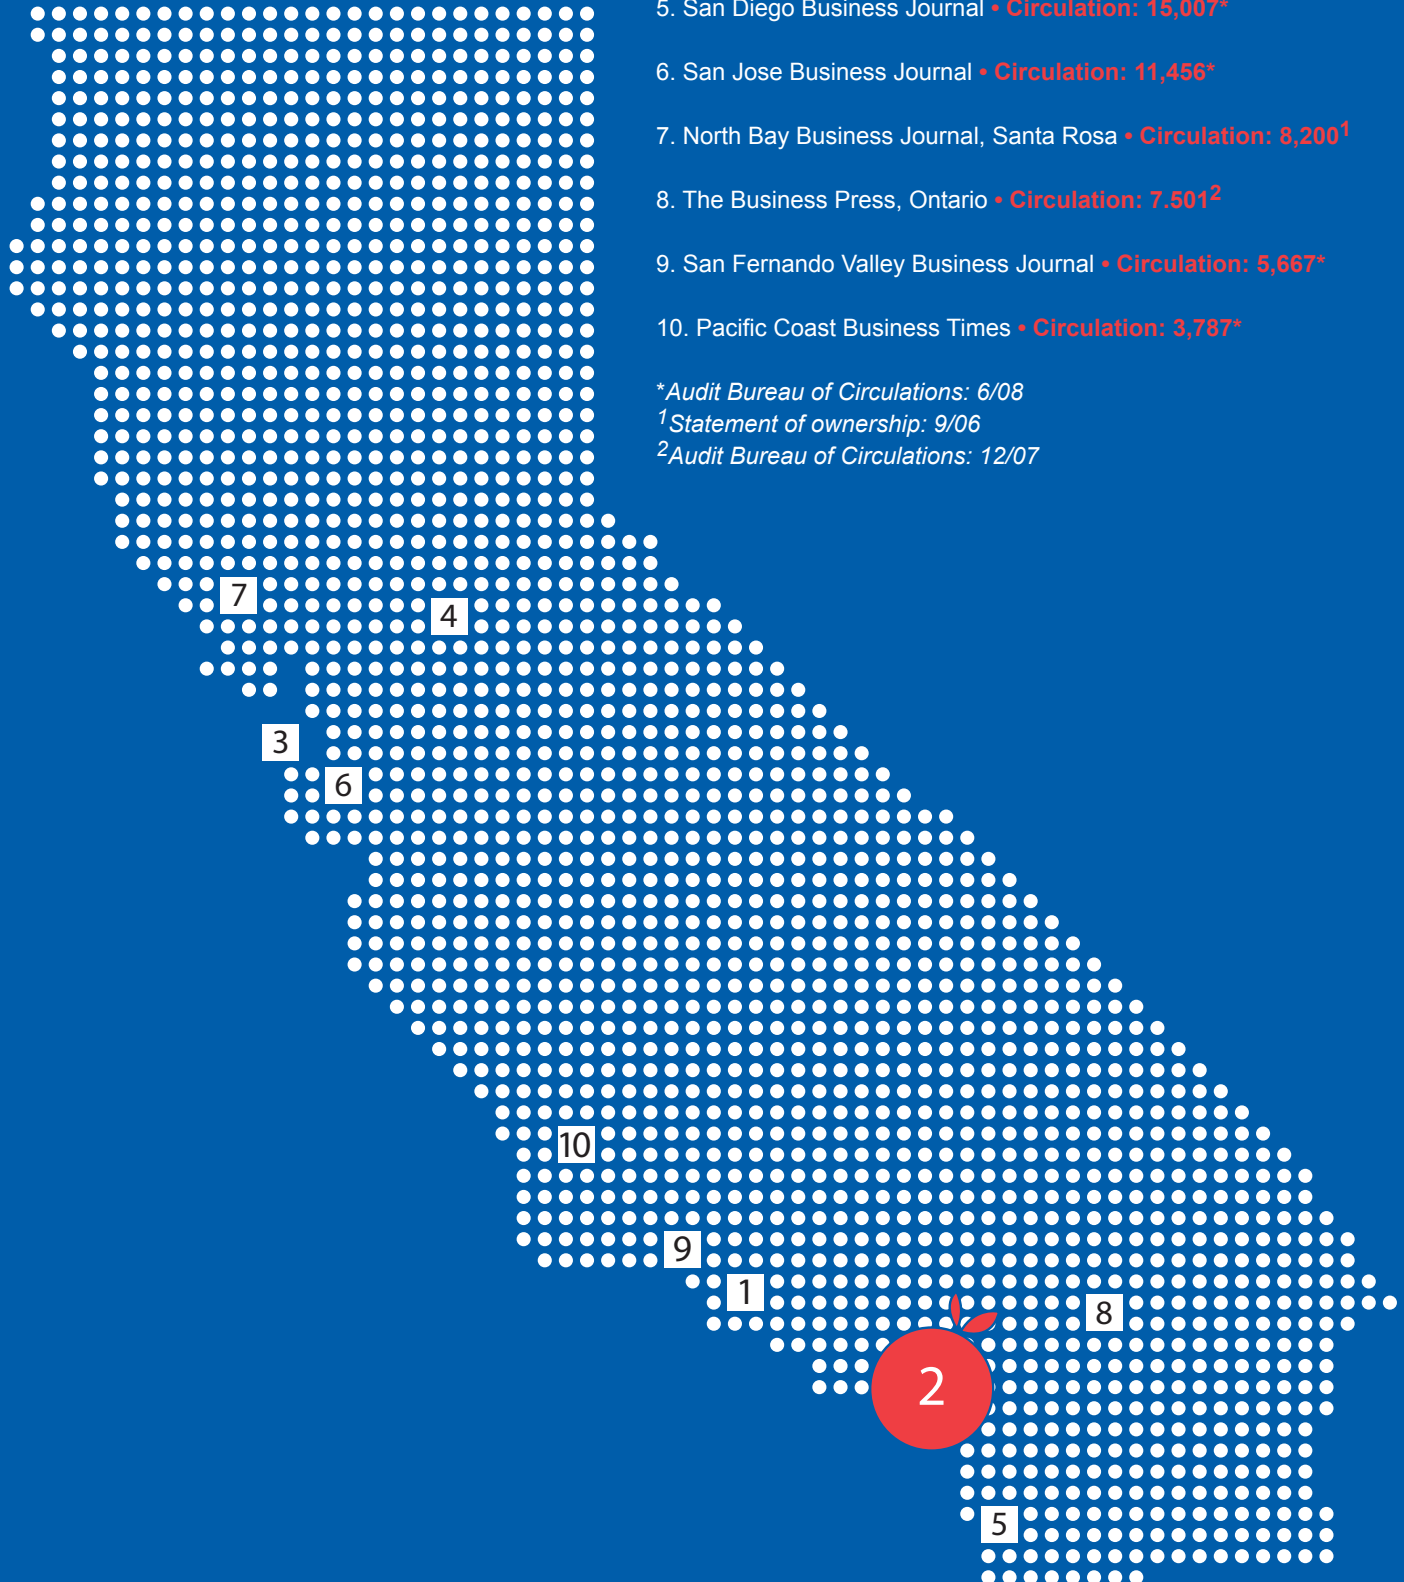 5. San Diego Business Journal • Circulation: 15,007*
6. San Jose Business Journal • Circulation: 11,456*
7. North Bay Business Journal, Santa Rosa • Circulation: 8,200¹
8. The Business Press, Ontario • Circulation: 7.501²
9. San Fernando Valley Business Journal • Circulation: 5,667*
10. Pacific Coast Business Times • Circulation: 3,787*
*Audit Bureau of Circulations: 6/08
¹Statement of ownership: 9/06
²Audit Bureau of Circulations: 12/07
7
4
3
6
10
9
1
8
2
5